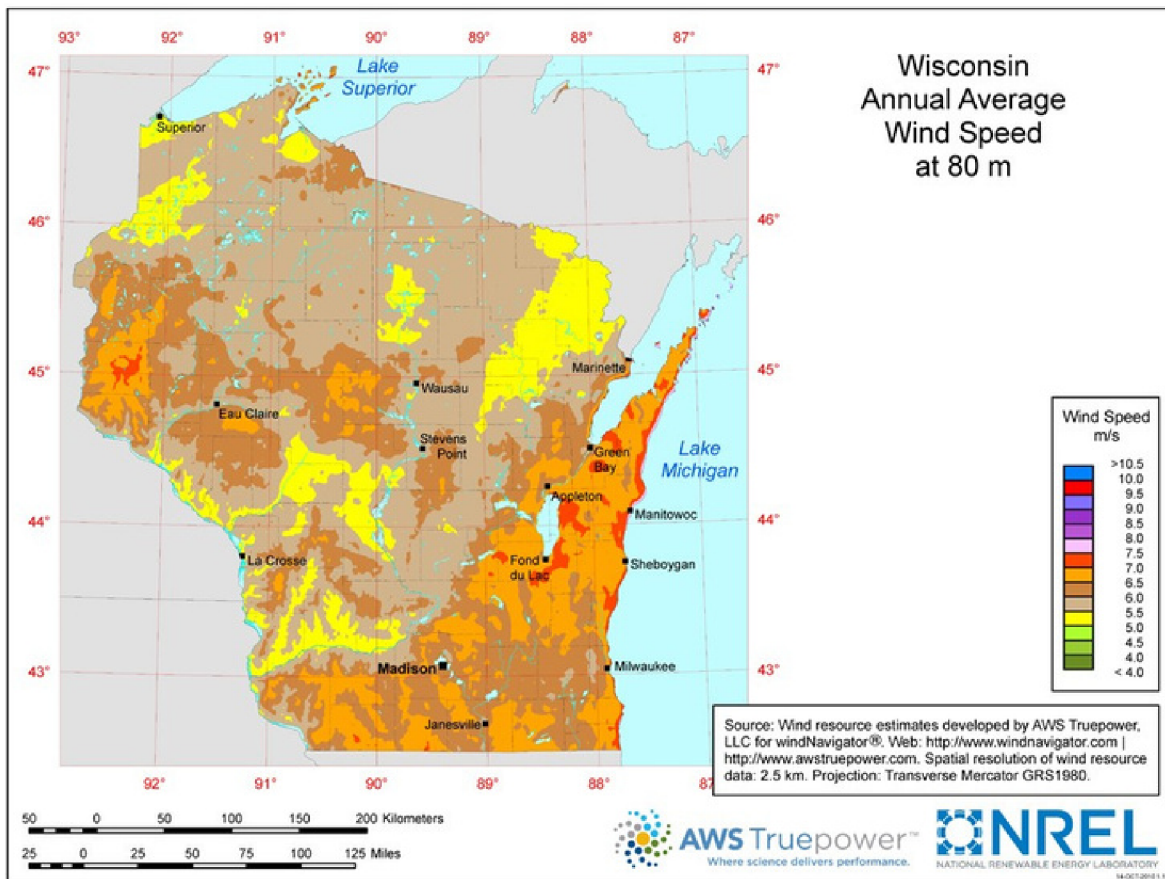 93°
92°
91°
90°
89°
88°
87°
47°
47°
Lake
Superior
Wisconsin
Annual Average
Wind Speed
at 80 m
Superior
46°
46°
Marinette
45°
45°
Wausau
Eau Claire
Stevens
Point
Green
Bay
Lake
Michigan
Appleton
44°
44°
Manitowoc
La Crosse
Fond
du Lac
Sheboygan
Madison
Milwaukee
43°
43°
Janesville
92°
91°
90°
89°
88°
87°
Wind Speed
m/s
>10.5
10.0
9.5
9.0
8.5
8.0
7.5
7.0
6.5
6.0
5.5
5.0
4.5
4.0
< 4.0
Source: Wind resource estimates developed by AWS Truepower,
LLC for windNavigator®. Web: http://www.windnavigator.com |
http://www.awstruepower.com. Spatial resolution of wind resource
data: 2.5 km. Projection: Transverse Mercator GRS1980.
50 0 50 100 150 200 Kilometers
25 0 25 50 75 100 125 Miles
AWS Truepower™
Where science delivers performance.
NREL
NATIONAL RENEWABLE ENERGY LABORATORY